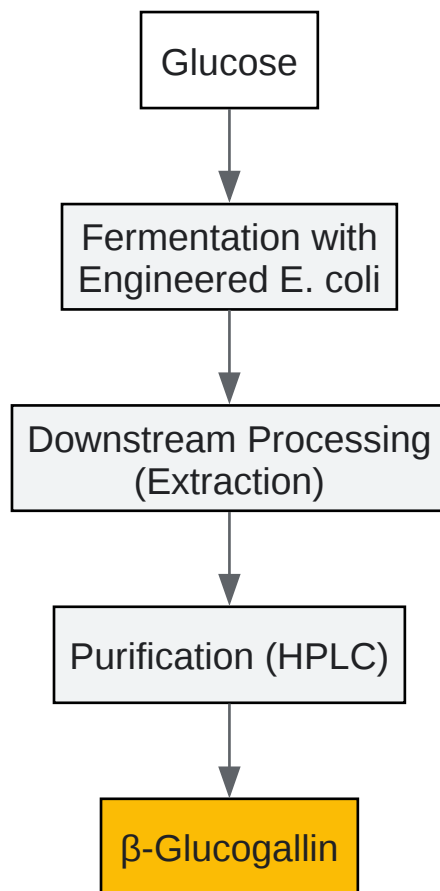 Glucose
Fermentation with
Engineered E. coli
Downstream Processing
(Extraction)
Purification (HPLC)
β-Glucogallin